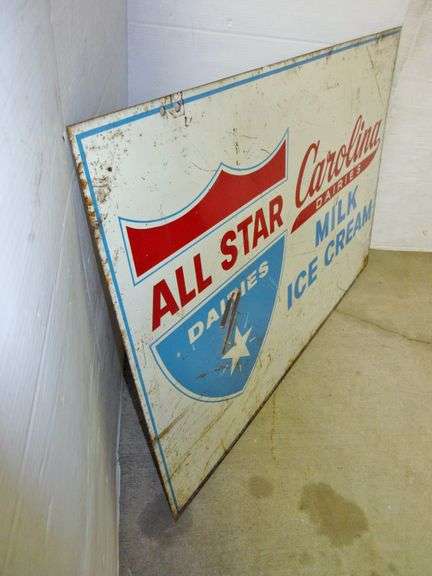 ALL STAR
DAIRIES
Carolina
DAIRIES
MILK
ICE CREAM